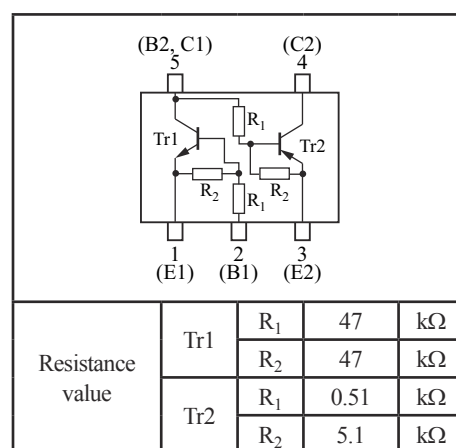 (B2, C1) (C2)
5 4
R₁
Tr1 Tr2
R₂ R₂
R₁
1 2 3
(E1) (B1) (E2)
Resistance value Tr1 R₁ 47 kΩ
R₂ 47 kΩ
Tr2 R₁ 0.51 kΩ
R₂ 5.1 kΩ